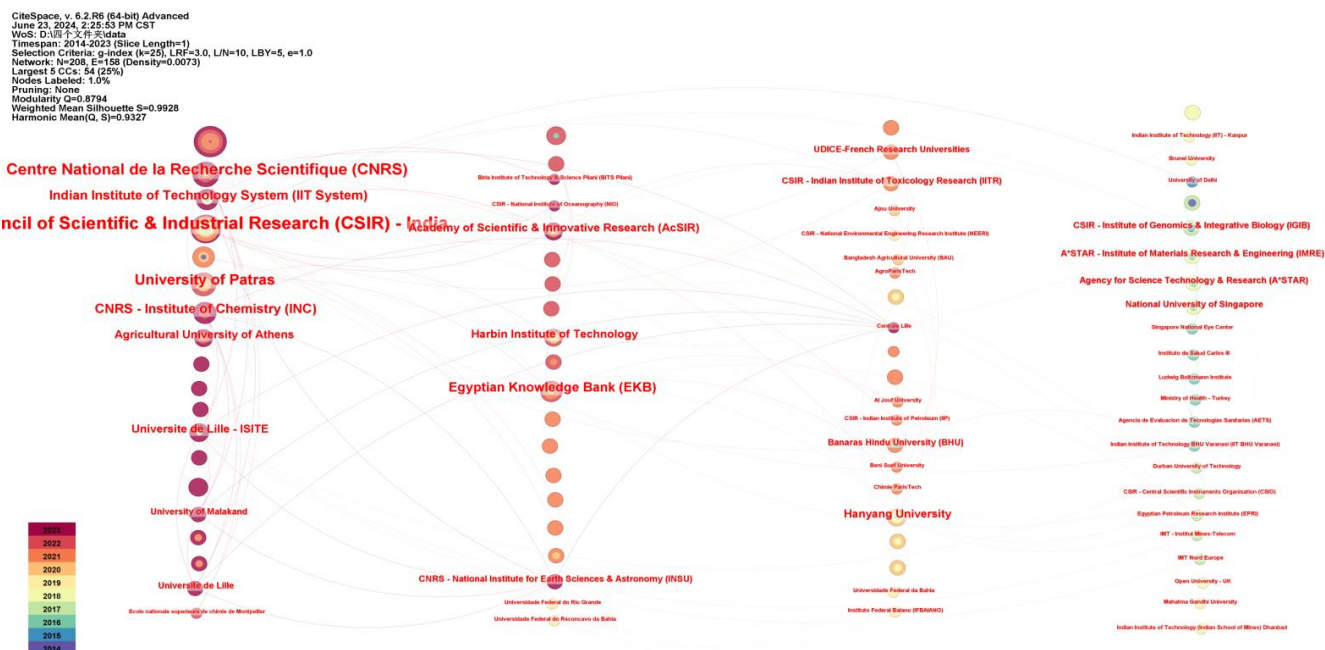 CiteSpace, v. 6.2.R6 (64-bit) Advanced
June 23, 2024, 2:25:53 PM CST
WoS: D:\四个文件夹\data
Timespan: 2014-2023 (Slice Length=1)
Selection Criteria: g-index (k=25), LRF=3.0, L/N=10, LBY=5, e=1.0
Network: N=208, E=158 (Density=0.0073)
Largest 5 CCs: 54 (25%)
Nodes Labeled: 1.0%
Pruning: None
Modularity Q=0.8794
Weighted Mean Silhouette S=0.9928
Harmonic Mean(Q, S)=0.9327
Centre National de la Recherche Scientifique (CNRS)
Indian Institute of Technology System (IIT System)
ncil of Scientific & Industrial Research (CSIR) - India
University of Patras
CNRS - Institute of Chemistry (INC)
Agricultural University of Athens
Universite de Lille - ISITE
University of Malakand
Universite de Lille
Ecole nationale superieure de chimie de Montpellier
Birla Institute of Technology & Science Pilani (BITS Pilani)
CSIR - National Institute of Oceanography (NIO)
Academy of Scientific & Innovative Research (AcSIR)
Harbin Institute of Technology
Egyptian Knowledge Bank (EKB)
CNRS - National Institute for Earth Sciences & Astronomy (INSU)
Universidade Federal do Rio Grande
Universidade Federal do Reconcavo da Bahia
UDICE-French Research Universities
CSIR - Indian Institute of Toxicology Research (IITR)
Ajou University
CSIR - National Environmental Engineering Research Institute (NEERI)
Bangladesh Agricultural University (BAU)
AgroParisTech
Centrale Lille
Al Jouf University
CSIR - Indian Institute of Petroleum (IIP)
Banaras Hindu University (BHU)
Beni Suef University
Chimie ParisTech
Hanyang University
Universidade Federal da Bahia
Instituto Federal Baiano (IFBAIANO)
Indian Institute of Technology (IIT) - Kanpur
Brunel University
University of Delhi
CSIR - Institute of Genomics & Integrative Biology (IGIB)
A*STAR - Institute of Materials Research & Engineering (IMRE)
Agency for Science Technology & Research (A*STAR)
National University of Singapore
Singapore National Eye Center
Instituto de Salud Carlos III
Ludwig Boltzmann Institute
Ministry of Health - Turkey
Agencia de Evaluacion de Tecnologias Sanitarias (AETS)
Indian Institute of Technology BHU Varanasi (IIT BHU Varanasi)
Durban University of Technology
CSIR - Central Scientific Instruments Organisation (CSIO)
Egyptian Petroleum Research Institute (EPRI)
IMT - Institut Mines-Telecom
IMT Nord Europe
Open University - UK
Mahatma Gandhi University
Indian Institute of Technology (Indian School of Mines) Dhanbad
2023
2022
2021
2020
2019
2018
2017
2016
2015
2014